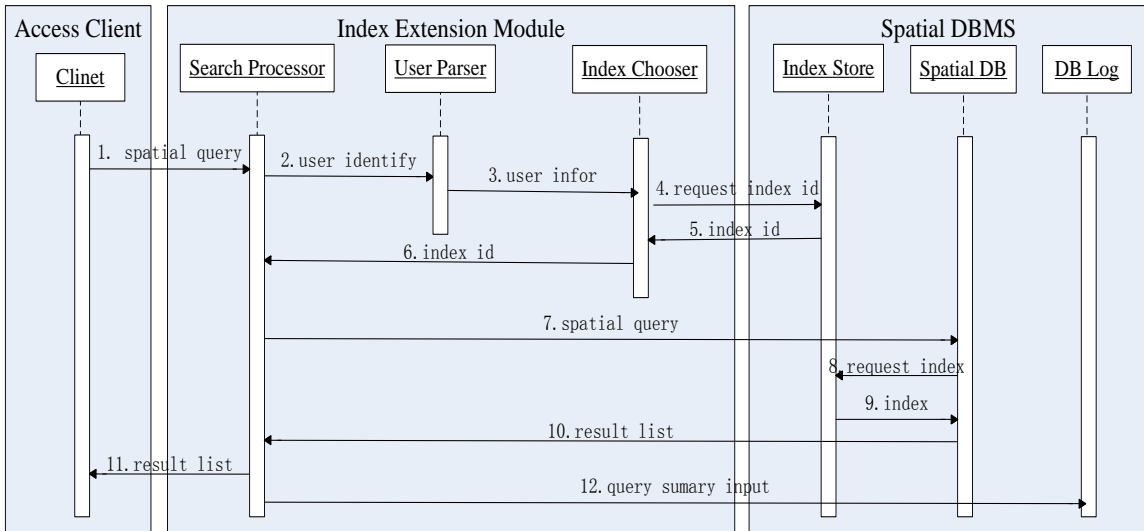 Access Client
Index Extension Module
Spatial DBMS
Clinet
Search Processor
User Parser
Index Chooser
Index Store
Spatial DB
DB Log
1. spatial query
2.user identify
3.user infor
4.request index id
5.index id
6.index id
7.spatial query
8.request index
9.index
10.result list
11.result list
12.query sumary input